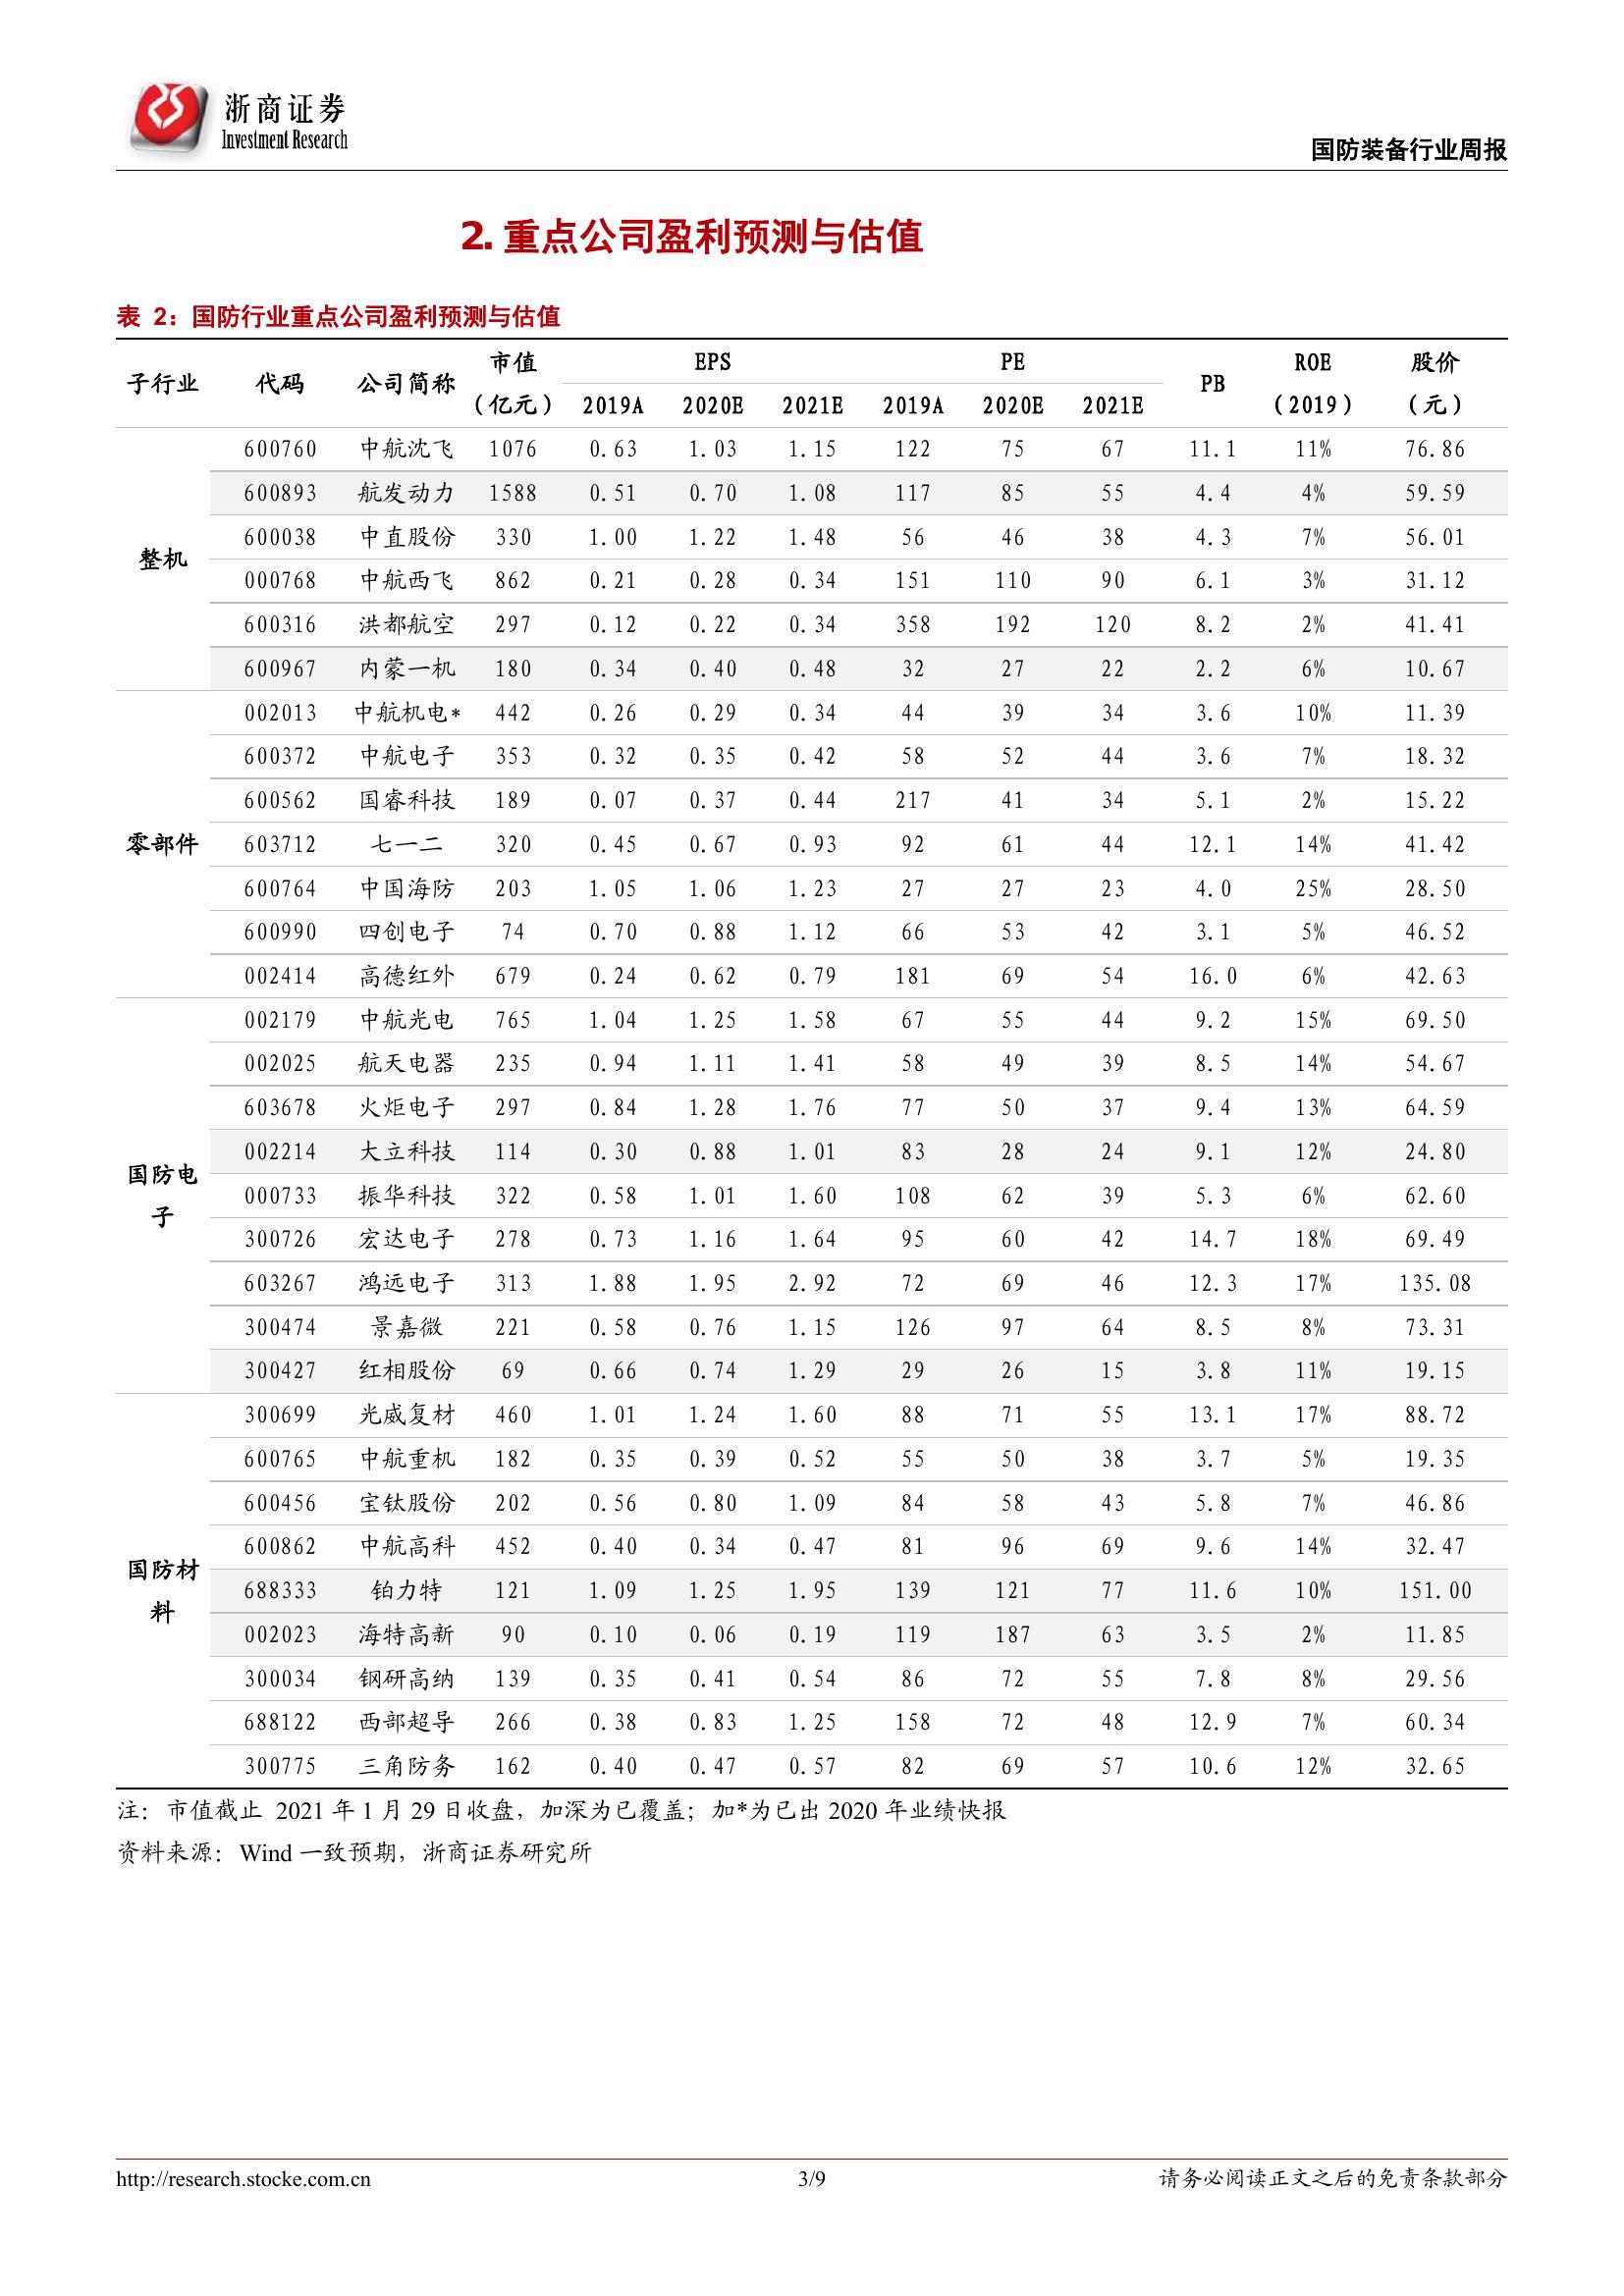 浙商证券
Investment Research
国防装备行业周报
2. 重点公司盈利预测与估值
表 2：国防行业重点公司盈利预测与估值
子行业 代码 公司简称 市值（亿元） EPS PE PB ROE（2019） 股价（元）
2019A 2020E 2021E 2019A 2020E 2021E
整机
600760 中航沈飞 1076 0.63 1.03 1.15 122 75 67 11.1 11% 76.86
600893 航发动力 1588 0.51 0.70 1.08 117 85 55 4.4 4% 59.59
600038 中直股份 330 1.00 1.22 1.48 56 46 38 4.3 7% 56.01
000768 中航西飞 862 0.21 0.28 0.34 151 110 90 6.1 3% 31.12
600316 洪都航空 297 0.12 0.22 0.34 358 192 120 8.2 2% 41.41
600967 内蒙一机 180 0.34 0.40 0.48 32 27 22 2.2 6% 10.67
零部件
002013 中航机电* 442 0.26 0.29 0.34 44 39 34 3.6 10% 11.39
600372 中航电子 353 0.32 0.35 0.42 58 52 44 3.6 7% 18.32
600562 国睿科技 189 0.07 0.37 0.44 217 41 34 5.1 2% 15.22
603712 七一二 320 0.45 0.67 0.93 92 61 44 12.1 14% 41.42
600764 中国海防 203 1.05 1.06 1.23 27 27 23 4.0 25% 28.50
600990 四创电子 74 0.70 0.88 1.12 66 53 42 3.1 5% 46.52
002414 高德红外 679 0.24 0.62 0.79 181 69 54 16.0 6% 42.63
国防电子
002179 中航光电 765 1.04 1.25 1.58 67 55 44 9.2 15% 69.50
002025 航天电器 235 0.94 1.11 1.41 58 49 39 8.5 14% 54.67
603678 火炬电子 297 0.84 1.28 1.76 77 50 37 9.4 13% 64.59
002214 大立科技 114 0.30 0.88 1.01 83 28 24 9.1 12% 24.80
000733 振华科技 322 0.58 1.01 1.60 108 62 39 5.3 6% 62.60
300726 宏达电子 278 0.73 1.16 1.64 95 60 42 14.7 18% 69.49
603267 鸿远电子 313 1.88 1.95 2.92 72 69 46 12.3 17% 135.08
300474 景嘉微 221 0.58 0.76 1.15 126 97 64 8.5 8% 73.31
300427 红相股份 69 0.66 0.74 1.29 29 26 15 3.8 11% 19.15
国防材料
300699 光威复材 460 1.01 1.24 1.60 88 71 55 13.1 17% 88.72
600765 中航重机 182 0.35 0.39 0.52 55 50 38 3.7 5% 19.35
600456 宝钛股份 202 0.56 0.80 1.09 84 58 43 5.8 7% 46.86
600862 中航高科 452 0.40 0.34 0.47 81 96 69 9.6 14% 32.47
688333 铂力特 121 1.09 1.25 1.95 139 121 77 11.6 10% 151.00
002023 海特高新 90 0.10 0.06 0.19 119 187 63 3.5 2% 11.85
300034 钢研高纳 139 0.35 0.41 0.54 86 72 55 7.8 8% 29.56
688122 西部超导 266 0.38 0.83 1.25 158 72 48 12.9 7% 60.34
300775 三角防务 162 0.40 0.47 0.57 82 69 57 10.6 12% 32.65
注：市值截止 2021 年 1 月 29 日收盘，加深为已覆盖；加*为已出 2020 年业绩快报
资料来源：Wind 一致预期，浙商证券研究所
http://research.stocke.com.cn 3/9 请务必阅读正文之后的免责条款部分